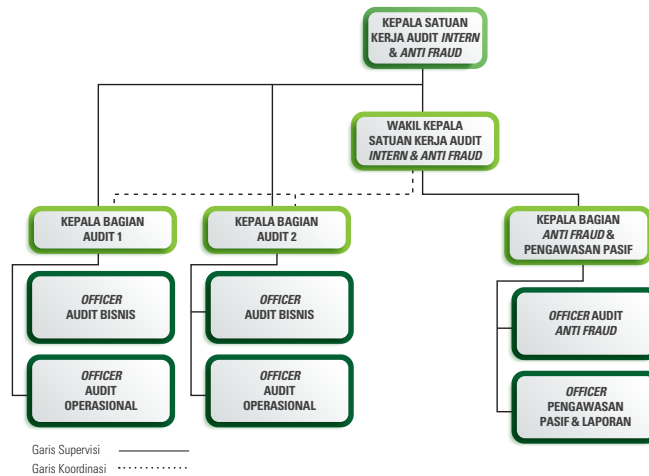 KEPALA SATUAN
KERJA AUDIT INTERN
& ANTI FRAUD
WAKIL KEPALA
SATUAN KERJA AUDIT
INTERN & ANTI FRAUD
KEPALA BAGIAN
AUDIT 1
KEPALA BAGIAN
AUDIT 2
KEPALA BAGIAN
ANTI FRAUD &
PENGAWASAN PASIF
OFFICER
AUDIT BISNIS
OFFICER
AUDIT BISNIS
OFFICER AUDIT
ANTI FRAUD
OFFICER
AUDIT
OPERASIONAL
OFFICER
AUDIT
OPERASIONAL
OFFICER
PENGAWASAN
PASIF & LAPORAN
Garis Supervisi
Garis Koordinasi